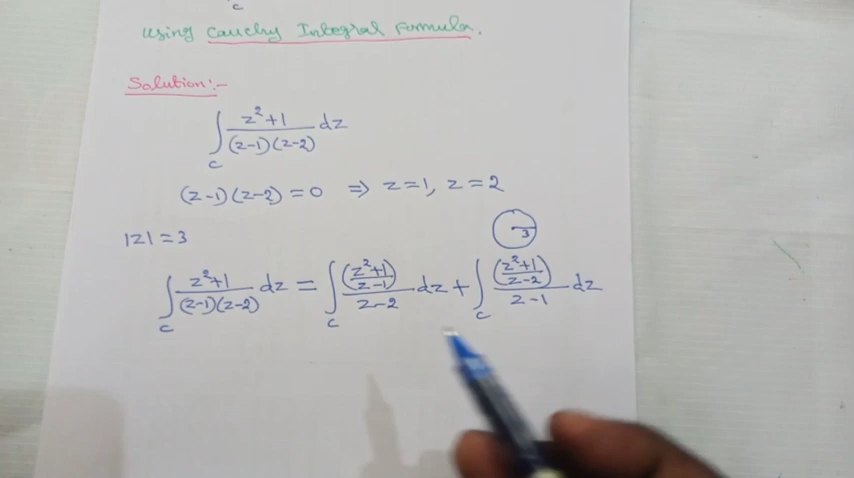 c
Using Cauchy Integral Formula.
Solution:-
∫_c (z²+1)/((z-1)(z-2)) dz
(z-1)(z-2) = 0 ⇒ z=1, z=2
|z| = 3
3
∫_c (z²+1)/((z-1)(z-2)) dz = ∫_c ((z²+1)/(z-1))/(z-2) dz + ∫_c ((z²+1)/(z-2))/(z-1) dz